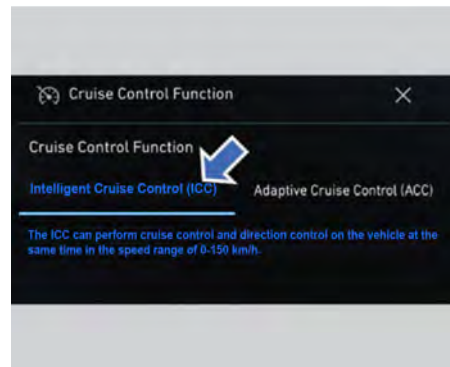 Cruise Control Function
Cruise Control Function
Intelligent Cruise Control (ICC)
Adaptive Cruise Control (ACC)
The ICC can perform cruise control and direction control on the vehicle at the
same time in the speed range of 0-150 km/h.